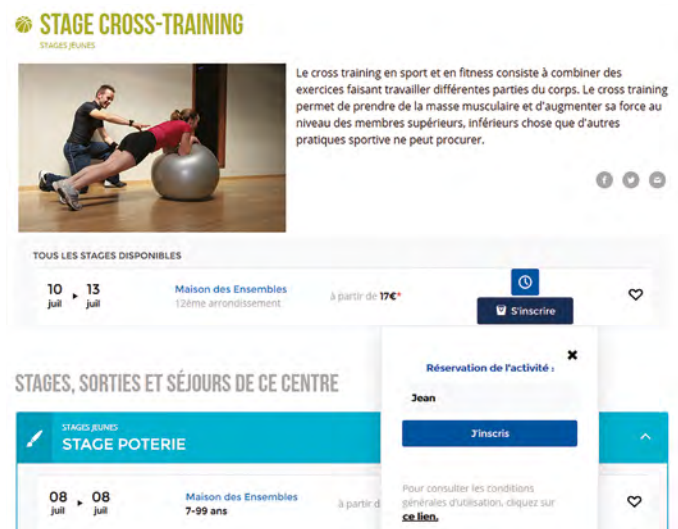 STAGE CROSS-TRAINING
STAGES JEUNES
Le cross training en sport et en fitness consiste à combiner des
exercices faisant travailler différentes parties du corps. Le cross training
permet de prendre de la masse musculaire et d'augmenter sa force au
niveau des membres supérieurs, inférieurs chose que d'autres
pratiques sportive ne peut procurer.
TOUS LES STAGES DISPONIBLES
10 ▸ 13
juil juil
Maison des Ensembles
12ème arrondissement
à partir de 17€*
S'inscrire
Réservation de l'activité :
Jean
J'inscris
Pour consulter les conditions
générales d'utilisation, cliquez sur
ce lien.
STAGES, SORTIES ET SÉJOURS DE CE CENTRE
STAGES JEUNES
STAGE POTERIE
08 ▸ 08
juil juil
Maison des Ensembles
7-99 ans
à partir d